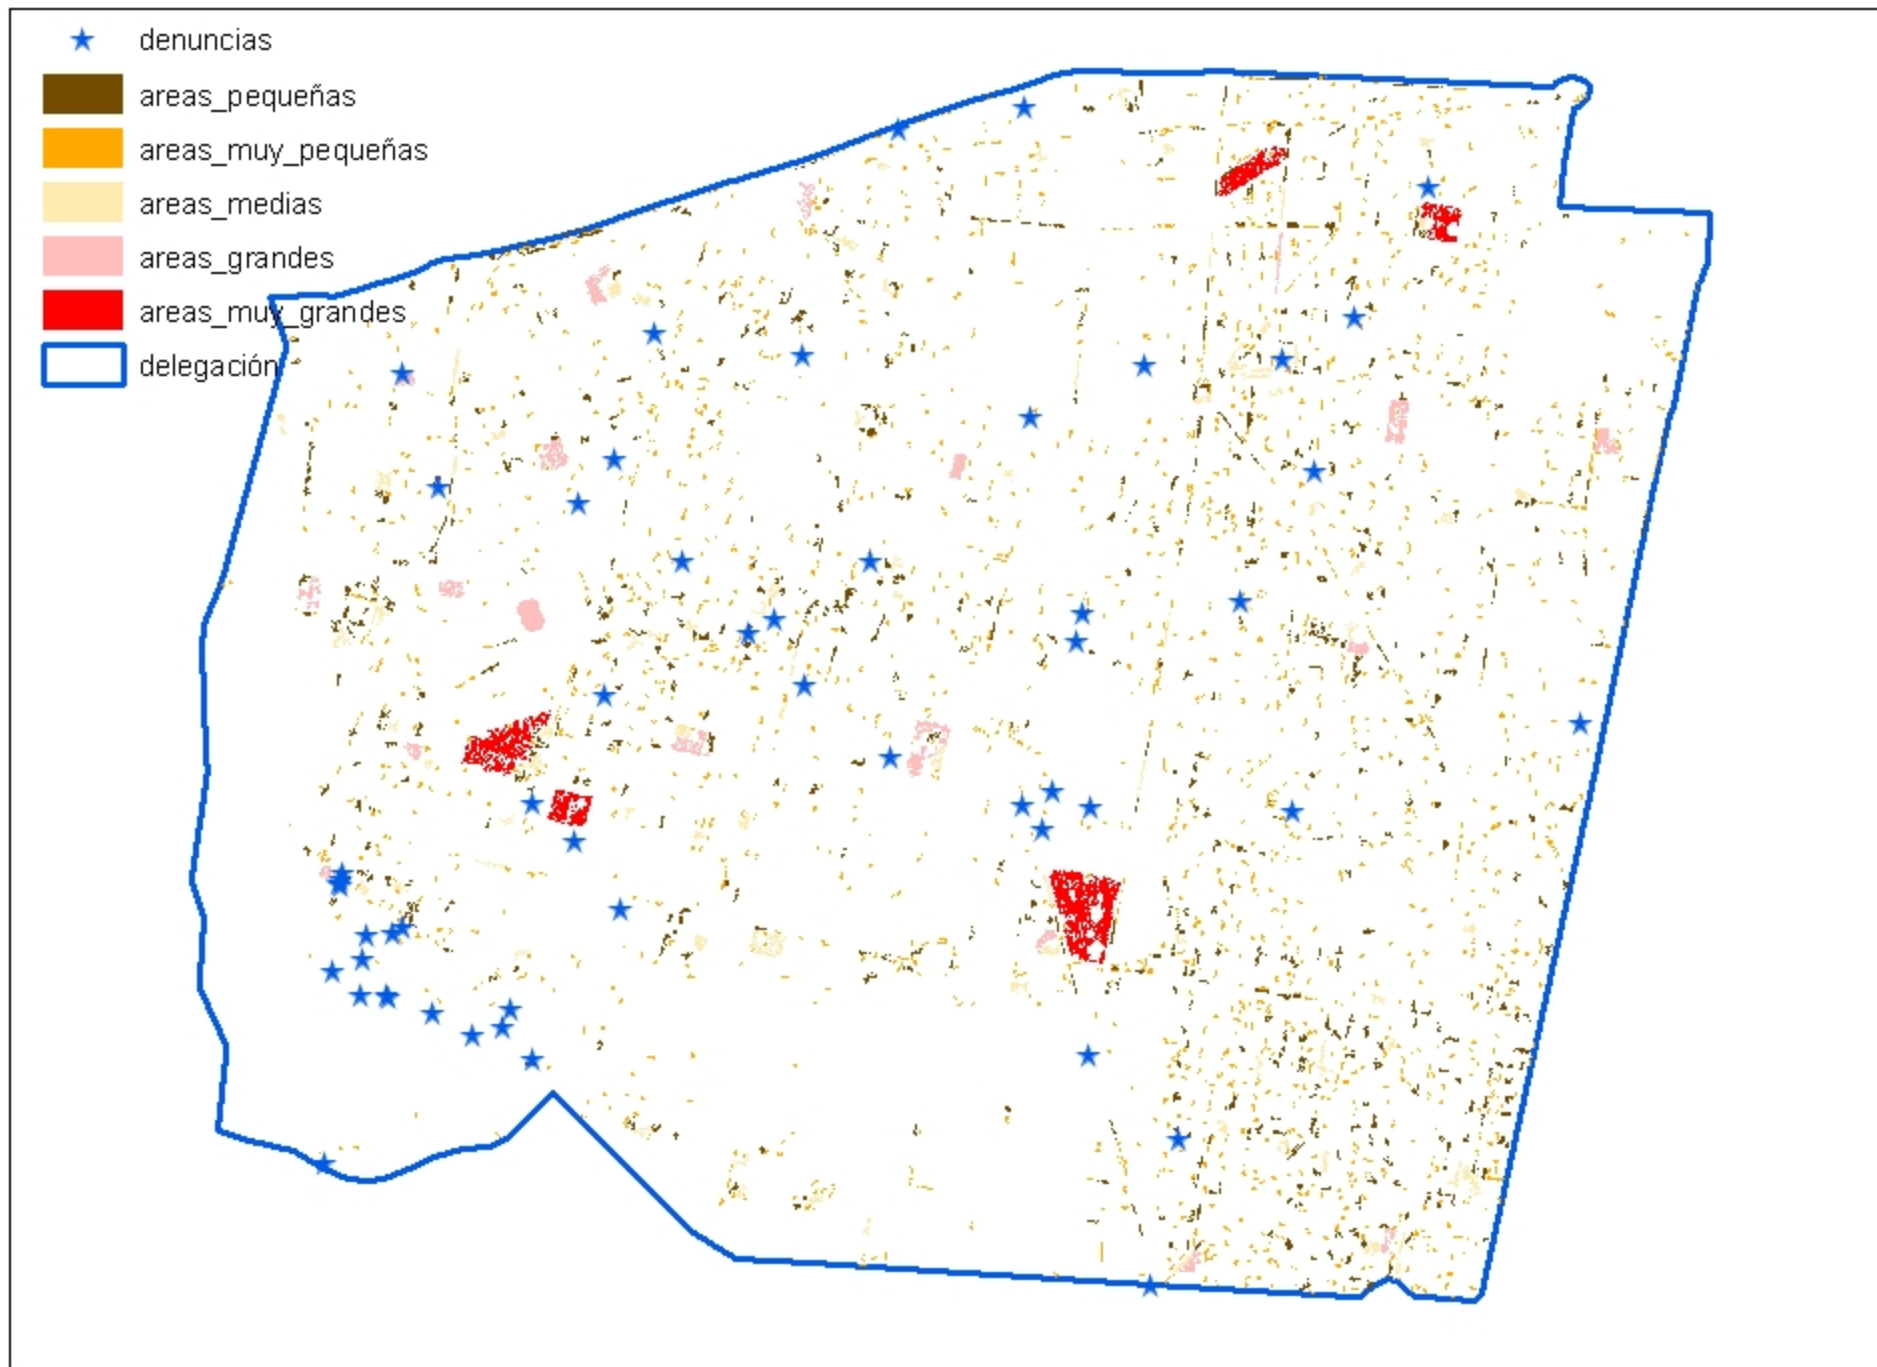 denuncias
areas_pequeñas
areas_muy_pequeñas
areas_medias
areas_grandes
areas_muy_grandes
delegación